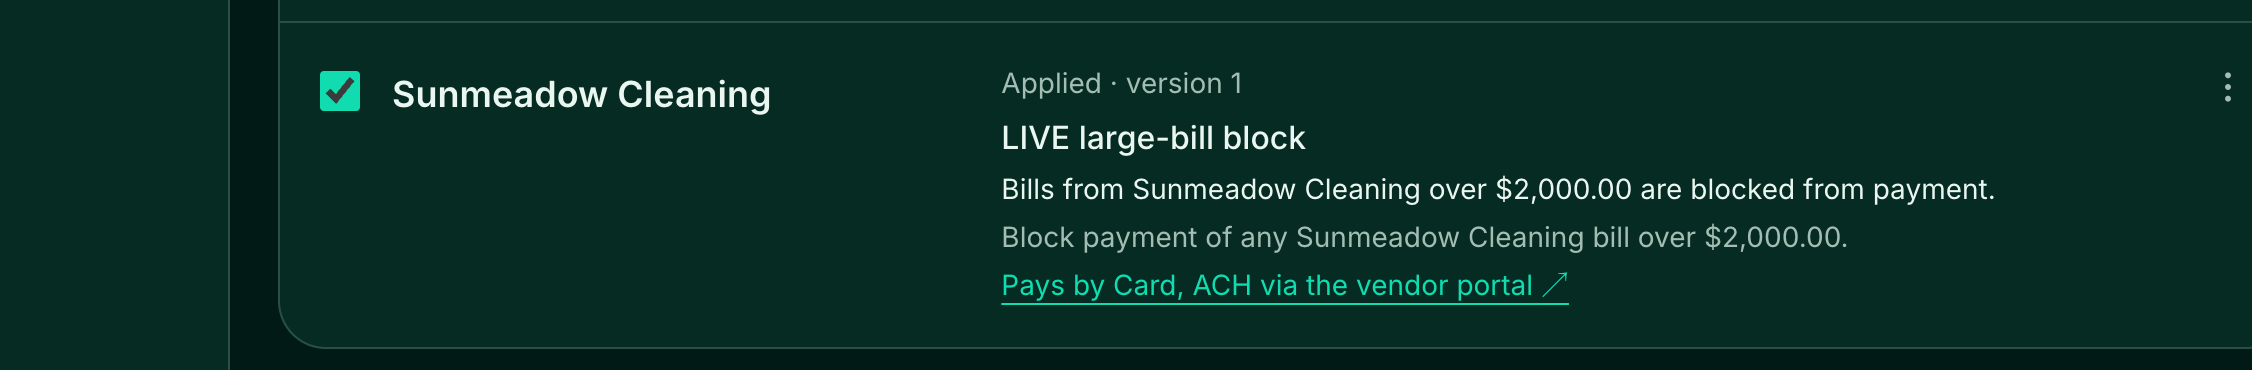 Sunmeadow Cleaning
Applied · version 1
LIVE large-bill block
Bills from Sunmeadow Cleaning over $2,000.00 are blocked from payment.
Block payment of any Sunmeadow Cleaning bill over $2,000.00.
Pays by Card, ACH via the vendor portal ↗